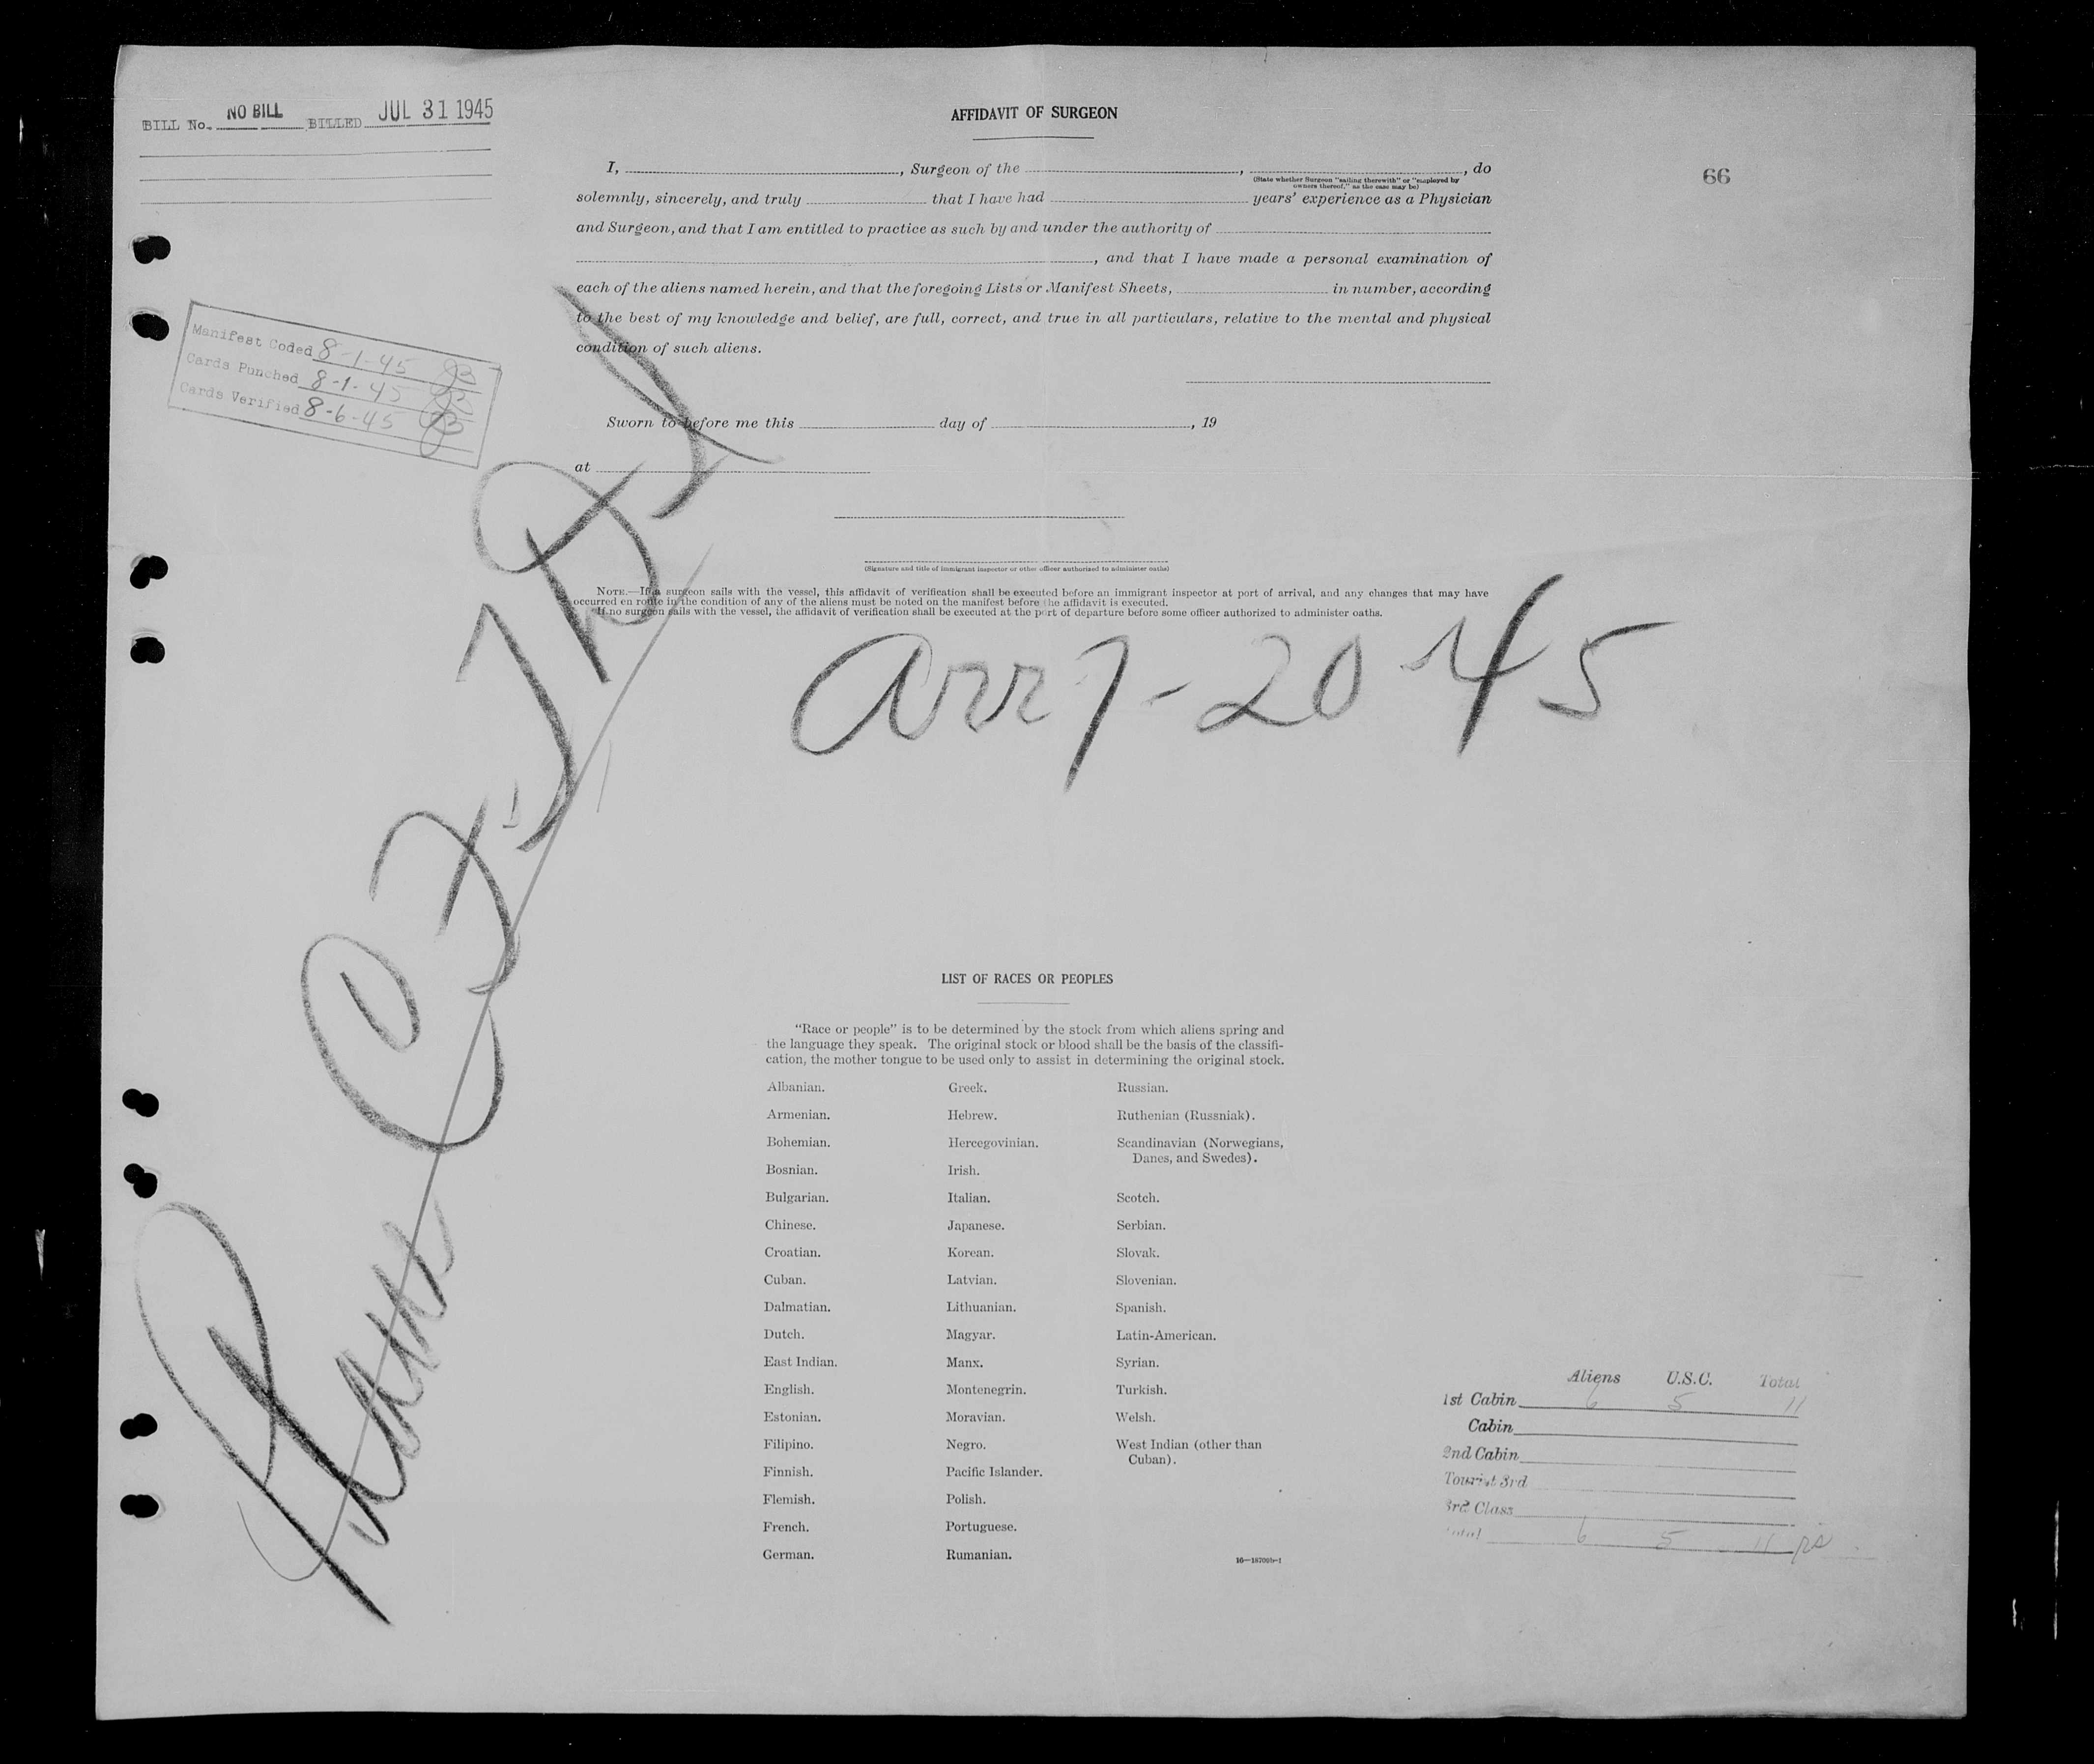 BILL No. NO BILL BILLED JUL 31 1945
AFFIDAVIT OF SURGEON
66
I, , Surgeon of the , , do
(State whether Surgeon "sailing therewith" or "employed by
owners thereof," as the case may be)
solemnly, sincerely, and truly that I have had years' experience as a Physician
and Surgeon, and that I am entitled to practice as such by and under the authority of
, and that I have made a personal examination of
each of the aliens named herein, and that the foregoing Lists or Manifest Sheets, in number, according
to the best of my knowledge and belief, are full, correct, and true in all particulars, relative to the mental and physical
condition of such aliens.
Manifest Coded 8-1-45
Cards Punched 8-1-45
Cards Verified 8-6-45
Sworn to before me this day of , 19
at
(Signature and title of immigrant inspector or other officer authorized to administer oaths)
NOTE.—If a surgeon sails with the vessel, this affidavit of verification shall be executed before an immigrant inspector at port of arrival, and any changes that may have
occurred en route in the condition of any of the aliens must be noted on the manifest before the affidavit is executed.
If no surgeon sails with the vessel, the affidavit of verification shall be executed at the port of departure before some officer authorized to administer oaths.
arr 7-20-45
LIST OF RACES OR PEOPLES
"Race or people" is to be determined by the stock from which aliens spring and
the language they speak. The original stock or blood shall be the basis of the classifi-
cation, the mother tongue to be used only to assist in determining the original stock.
Albanian. Greek. Russian.
Armenian. Hebrew. Ruthenian (Russniak).
Bohemian. Hercegovinian. Scandinavian (Norwegians,
Danes, and Swedes).
Bosnian. Irish.
Bulgarian. Italian. Scotch.
Chinese. Japanese. Serbian.
Croatian. Korean. Slovak.
Cuban. Latvian. Slovenian.
Dalmatian. Lithuanian. Spanish.
Dutch. Magyar. Latin-American.
East Indian. Manx. Syrian.
English. Montenegrin. Turkish.
Estonian. Moravian. Welsh.
Filipino. Negro. West Indian (other than
Cuban).
Finnish. Pacific Islander.
Flemish. Polish.
French. Portuguese.
German. Rumanian.
16—18700b-1
Aliens U.S.C. Total
1st Cabin 6 5 11
Cabin
2nd Cabin
Tourist 3rd
3rd Class
Total 6 5 11